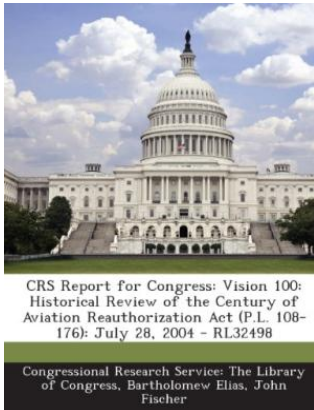 CRS Report for Congress: Vision 100:
Historical Review of the Century of
Aviation Reauthorization Act (P.L. 108-
176): July 28, 2004 - RL32498
Congressional Research Service: The Library
of Congress, Bartholomew Elias, John
Fischer